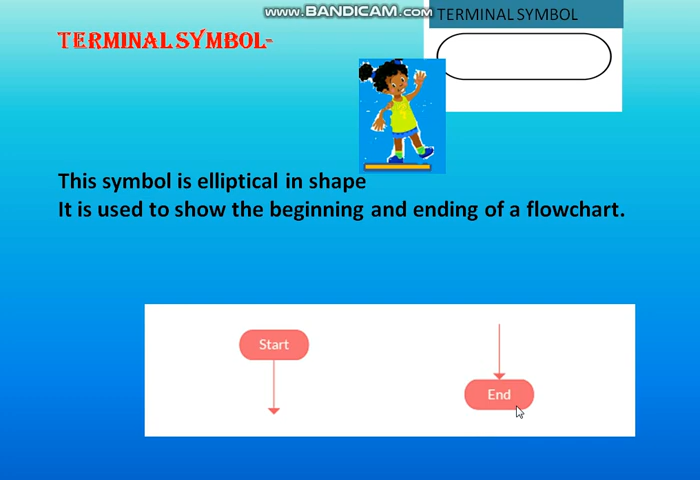 www.BANDICAM.com
TERMINAL SYMBOL
TERMINAL SYMBOL-
This symbol is elliptical in shape
It is used to show the beginning and ending of a flowchart.
Start
End